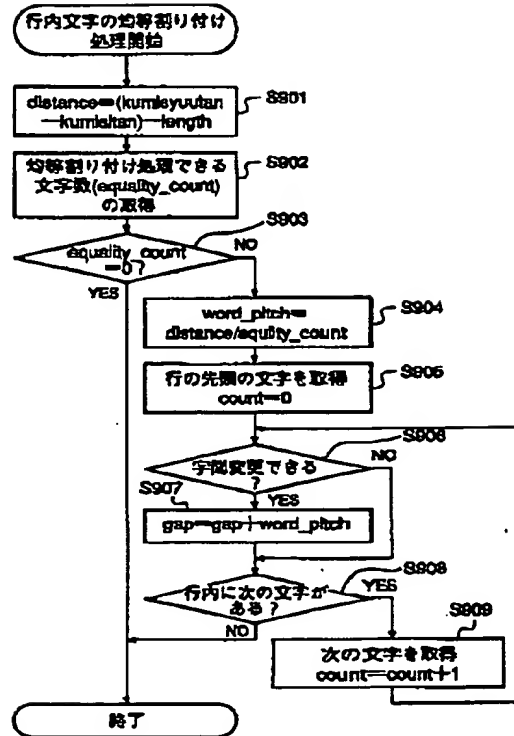 行内文字の均等割り付け
処理開始
distance=(kumisyuutan
-kumisitan)-length
S901
均等割り付け処理できる
文字数(equality_count)
の取得
S902
equality_count
=0?
S903
NO
YES
word_pitch=
distance/equlity_count
S904
行の先頭の文字を取得
count=0
S905
字間変更できる
?
S906
NO
YES
S907
gap=gap+word_pitch
行内に次の文字が
ある?
S908
YES
NO
S909
次の文字を取得
count=count+1
終了